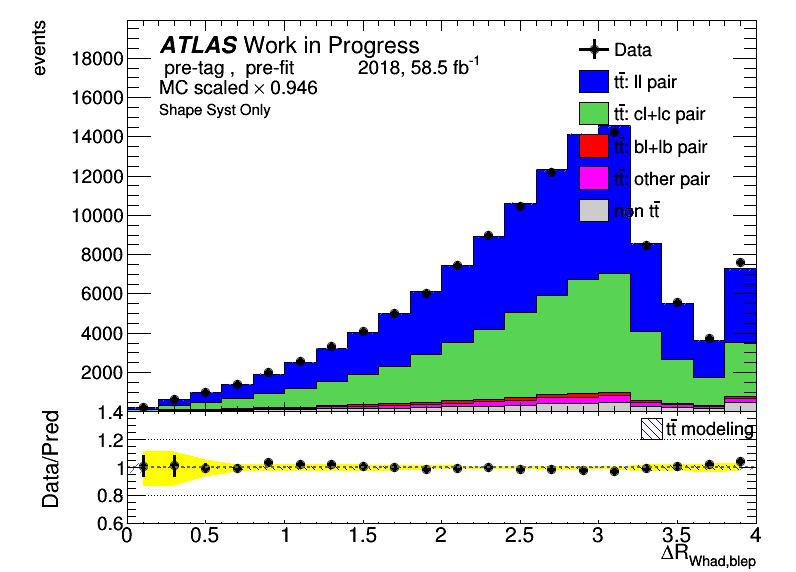 events
18000
16000
14000
12000
10000
8000
6000
4000
2000
ATLAS Work in Progress
pre-tag , pre-fit 2018, 58.5 fb-1
MC scaled × 0.946
Shape Syst Only
Data
tt̄: ll pair
tt̄: cl+lc pair
tt̄: bl+lb pair
tt̄: other pair
non tt̄
Data/Pred
1.4
1.2
1
0.8
0.6
tt̄ modeling
0 0.5 1 1.5 2 2.5 3 3.5 4
ΔR Whad,blep